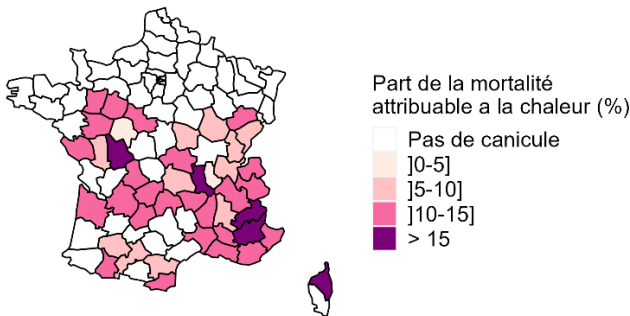 Part de la mortalité
attribuable a la chaleur (%)
Pas de canicule
]0-5]
]5-10]
]10-15]
> 15